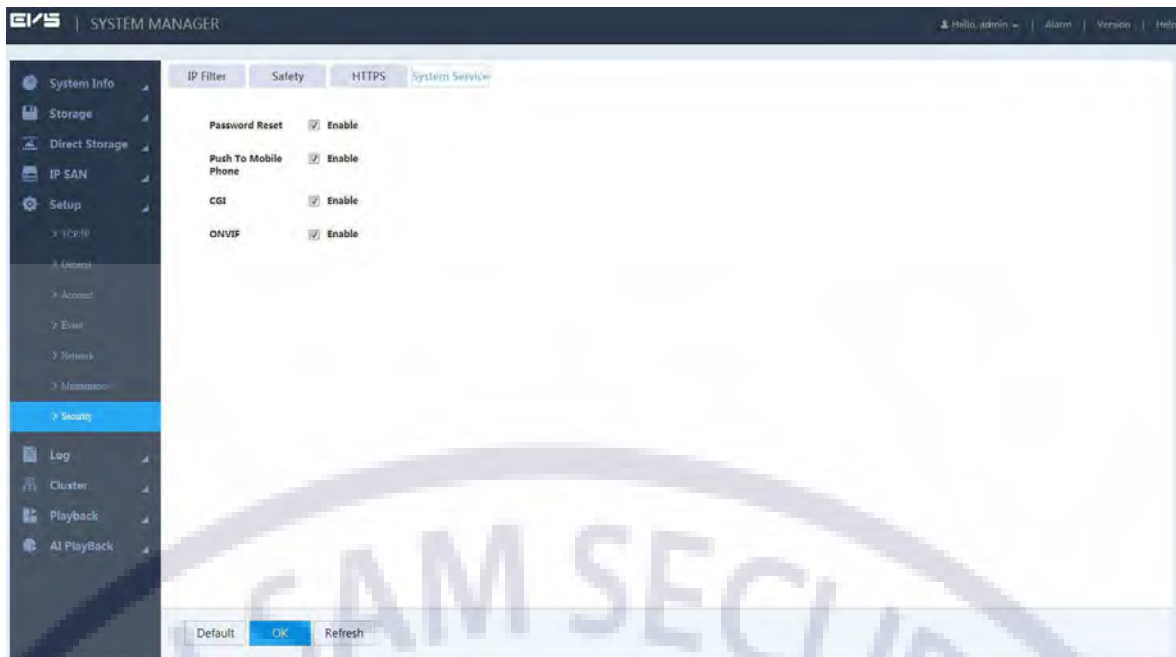 EVS | SYSTEM MANAGER
Hello, admin | Alarm | Version | Help
System Info
Storage
Direct Storage
IP SAN
Setup
> TCP/IP
> General
> Account
> Event
> Network
> Maintenance
> Security
Log
Cluster
Playback
AI PlayBack
IP Filter Safety HTTPS System Service
Password Reset Enable
Push To Mobile Enable
Phone
CGI Enable
ONVIF Enable
Default OK Refresh
AM SECUR